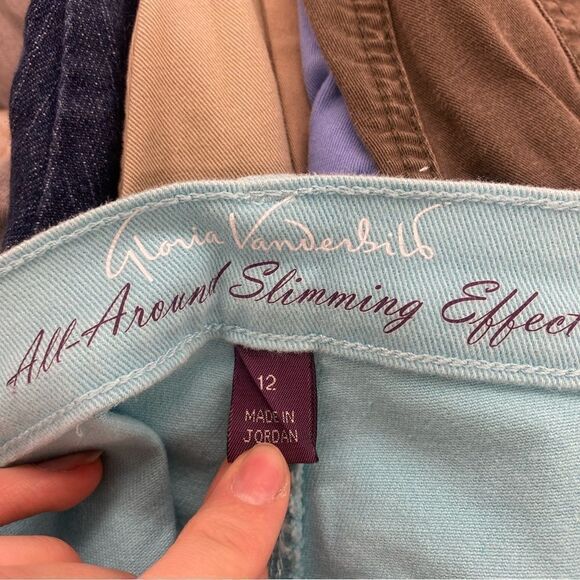 Gloria Vanderbilt
All-Around Slimming Effect
12
MADE IN
JORDAN